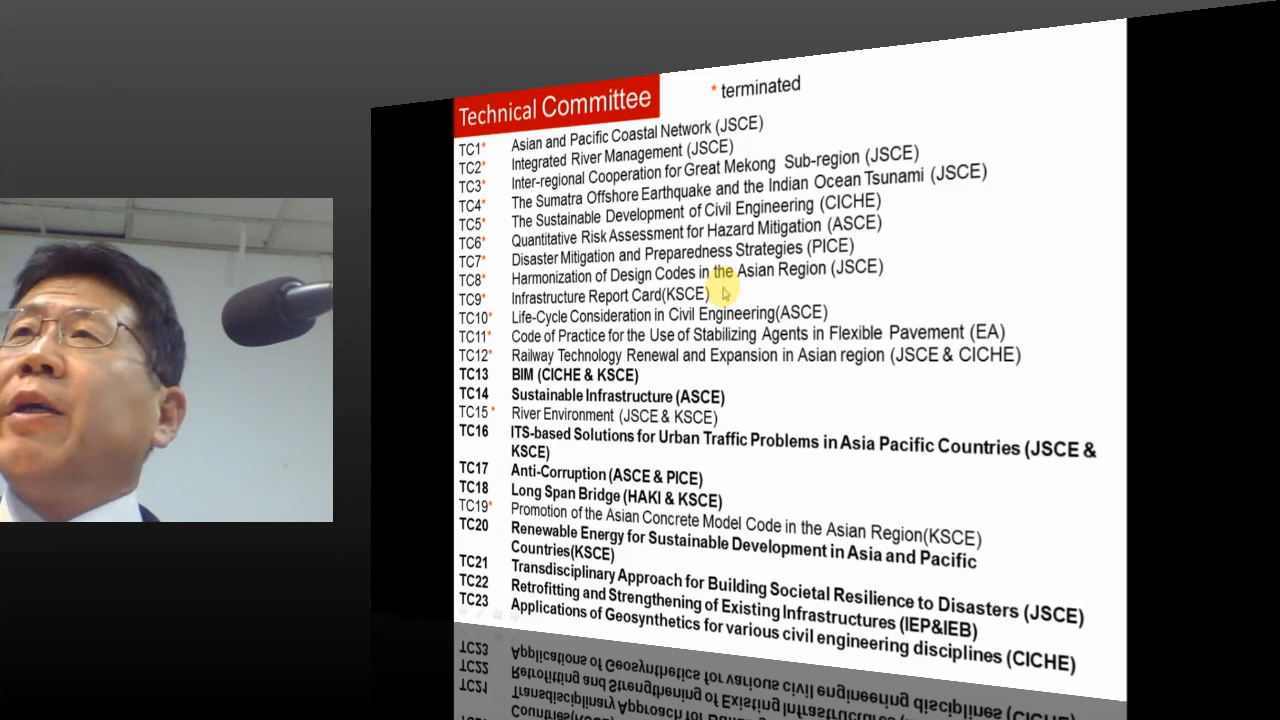 Technical Committee
* terminated
TC1* Asian and Pacific Coastal Network (JSCE)
TC2* Integrated River Management (JSCE)
TC3* Inter-regional Cooperation for Great Mekong Sub-region (JSCE)
TC4* The Sumatra Offshore Earthquake and the Indian Ocean Tsunami (JSCE)
TC5* The Sustainable Development of Civil Engineering (CICHE)
TC6* Quantitative Risk Assessment for Hazard Mitigation (ASCE)
TC7* Disaster Mitigation and Preparedness Strategies (PICE)
TC8* Harmonization of Design Codes in the Asian Region (JSCE)
TC9* Infrastructure Report Card(KSCE)
TC10* Life-Cycle Consideration in Civil Engineering(ASCE)
TC11* Code of Practice for the Use of Stabilizing Agents in Flexible Pavement (EA)
TC12* Railway Technology Renewal and Expansion in Asian region (JSCE & CICHE)
TC13 BIM (CICHE & KSCE)
TC14 Sustainable Infrastructure (ASCE)
TC15 * River Environment (JSCE & KSCE)
TC16 ITS-based Solutions for Urban Traffic Problems in Asia Pacific Countries (JSCE &
KSCE)
TC17 Anti-Corruption (ASCE & PICE)
TC18 Long Span Bridge (HAKI & KSCE)
TC19* Promotion of the Asian Concrete Model Code in the Asian Region(KSCE)
TC20 Renewable Energy for Sustainable Development in Asia and Pacific
Countries(KSCE)
TC21 Transdisciplinary Approach for Building Societal Resilience to Disasters (JSCE)
TC22 Retrofitting and Strengthening of Existing Infrastructures (IEP&IEB)
TC23 Applications of Geosynthetics for various civil engineering disciplines (CICHE)